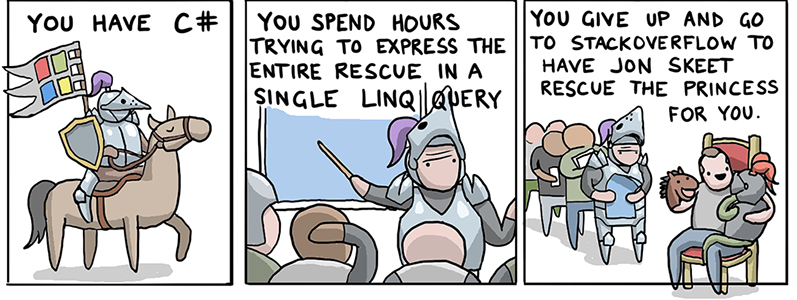 YOU HAVE C#
YOU SPEND HOURS
TRYING TO EXPRESS THE
ENTIRE RESCUE IN A
SINGLE LINQ QUERY
YOU GIVE UP AND GO
TO STACKOVERFLOW TO
HAVE JON SKEET
RESCUE THE PRINCESS
FOR YOU.